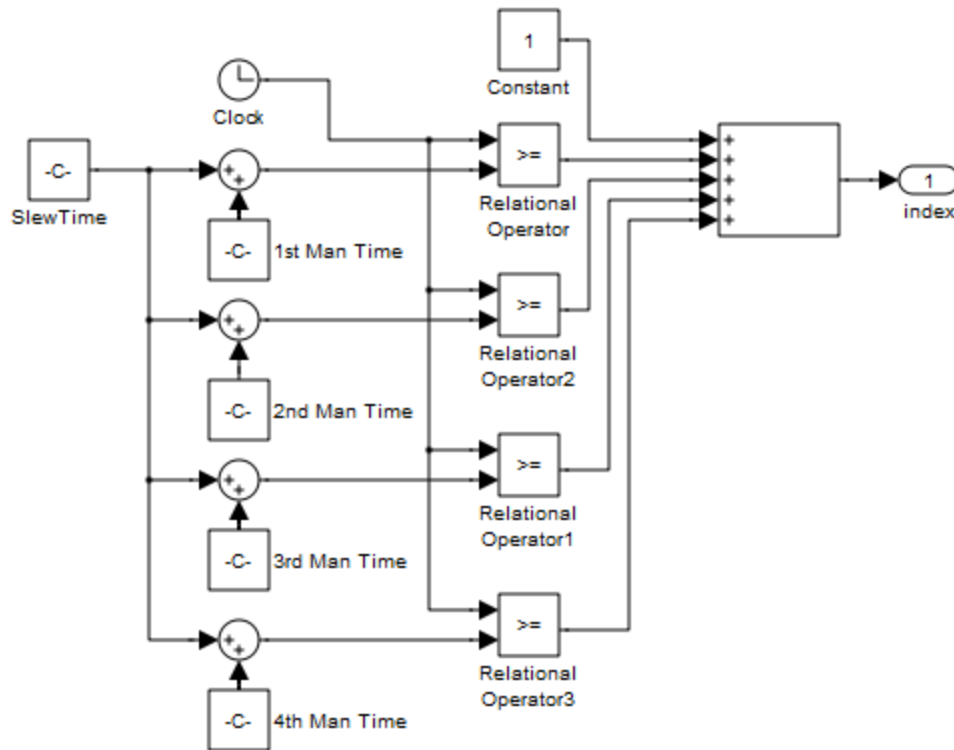 1
Constant
Clock
-C-
SlewTime
+
+
>=
Relational
Operator
+
+
+
+
+
1
index
-C-
1st Man Time
+
+
>=
Relational
Operator2
-C-
2nd Man Time
+
+
>=
Relational
Operator1
-C-
3rd Man Time
+
+
>=
Relational
Operator3
-C-
4th Man Time